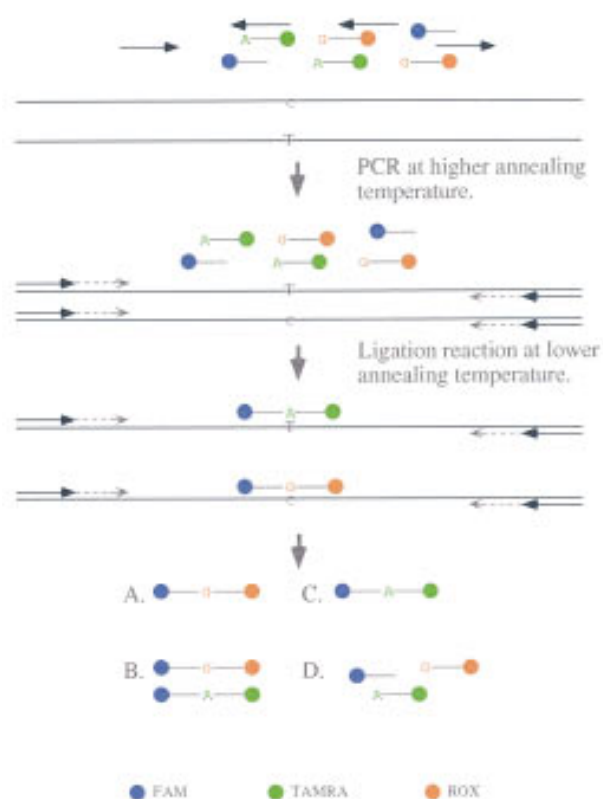 A G
A G
C
T
PCR at higher annealing
temperature.
A G
A G
T
C
Ligation reaction at lower
annealing temperature.
A
T
G
C
A. G C. A
B. G D. G
A A
FAM TAMRA ROX